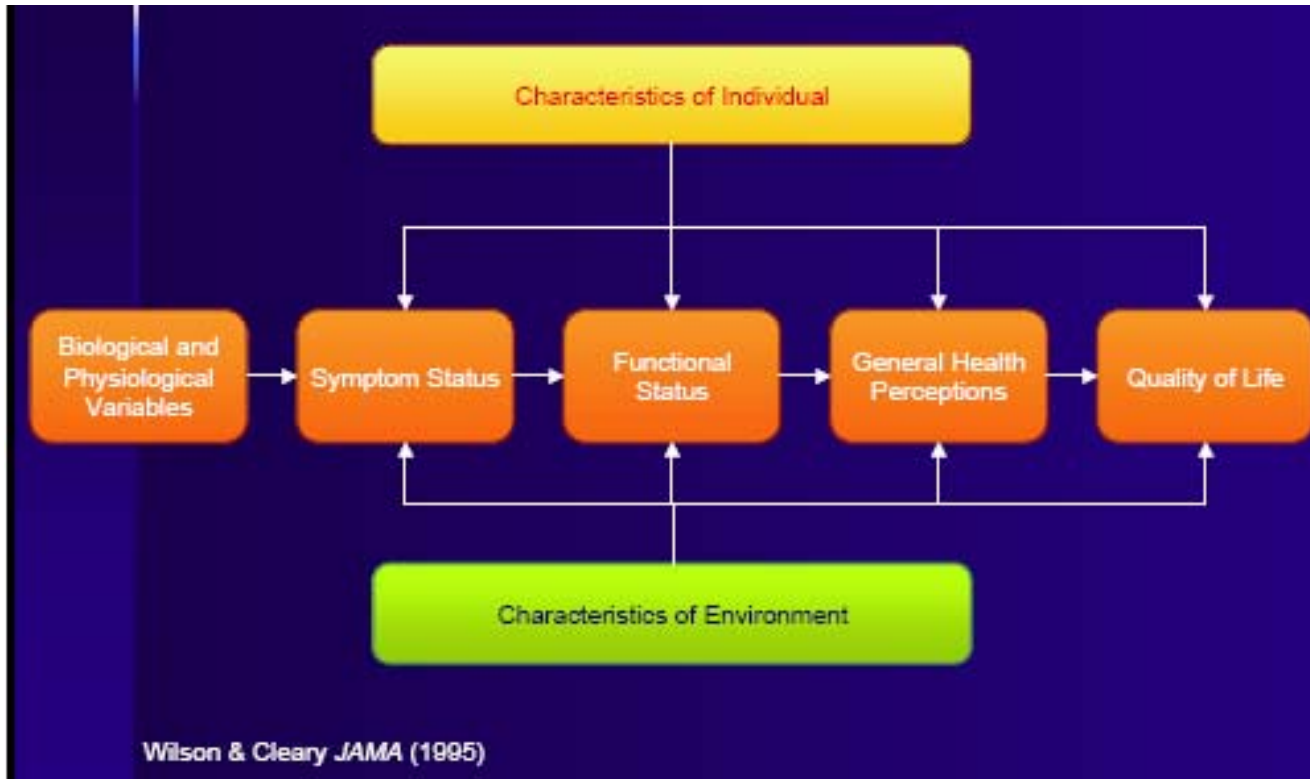 Characteristics of Individual
Biological and
Physiological
Variables
Symptom Status
Functional
Status
General Health
Perceptions
Quality of Life
Characteristics of Environment
Wilson & Cleary JAMA (1995)